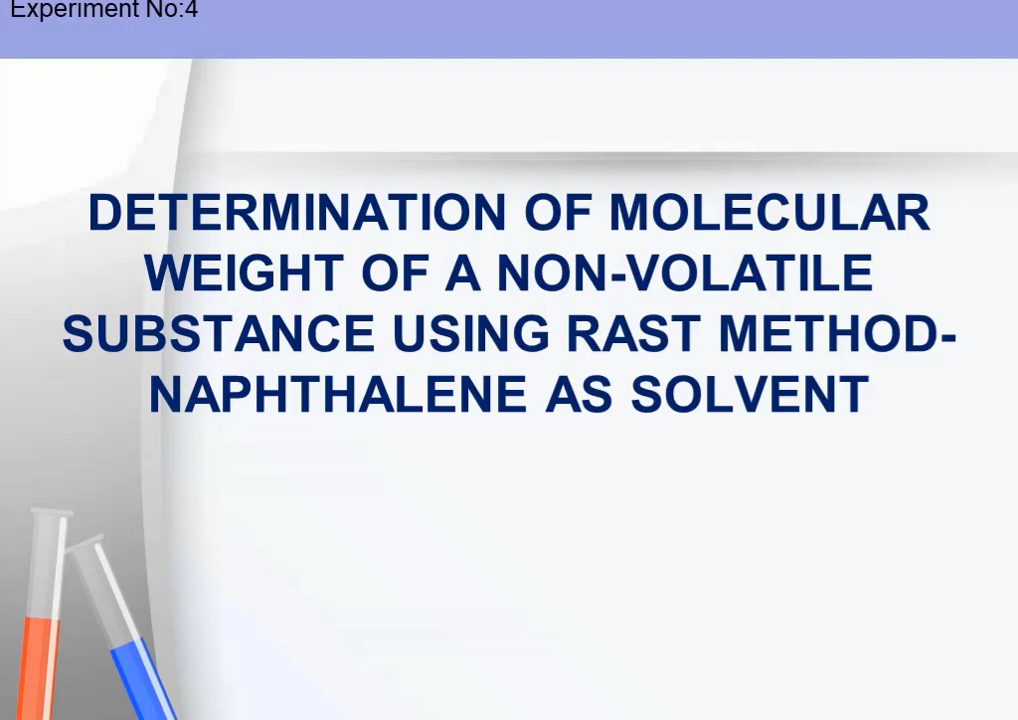 Experiment No:4
DETERMINATION OF MOLECULAR
WEIGHT OF A NON-VOLATILE
SUBSTANCE USING RAST METHOD-
NAPHTHALENE AS SOLVENT